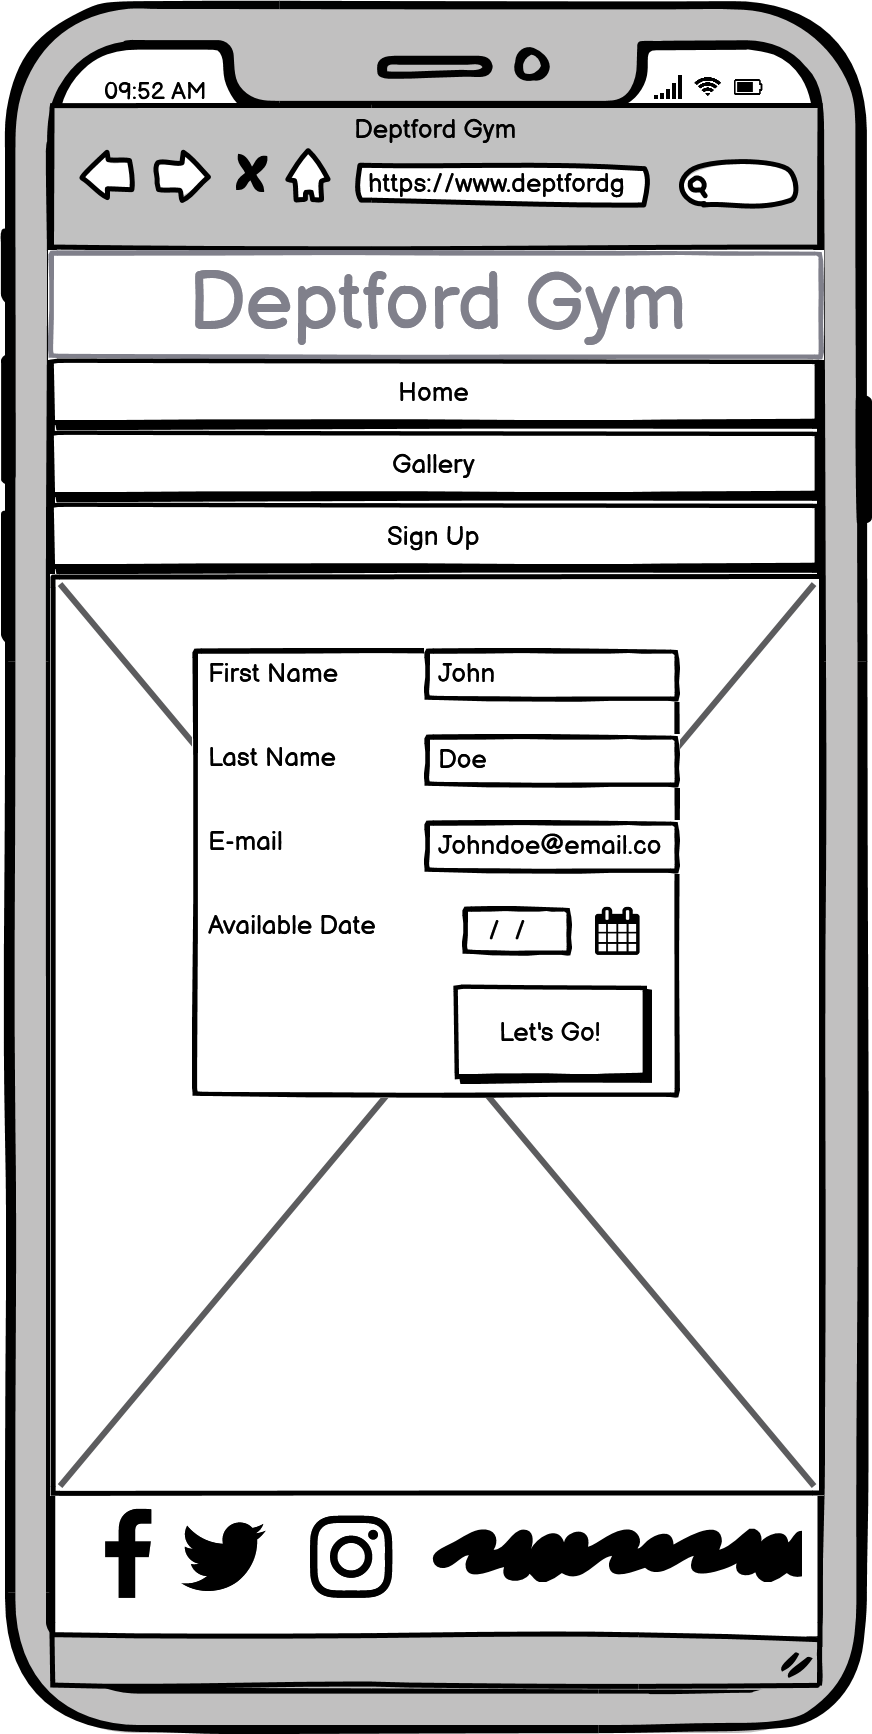 09:52 AM
Deptford Gym
https://www.deptfordg
Deptford Gym
Home
Gallery
Sign Up
First Name John
Last Name Doe
E-mail Johndoe@email.co
Available Date / /
Let's Go!